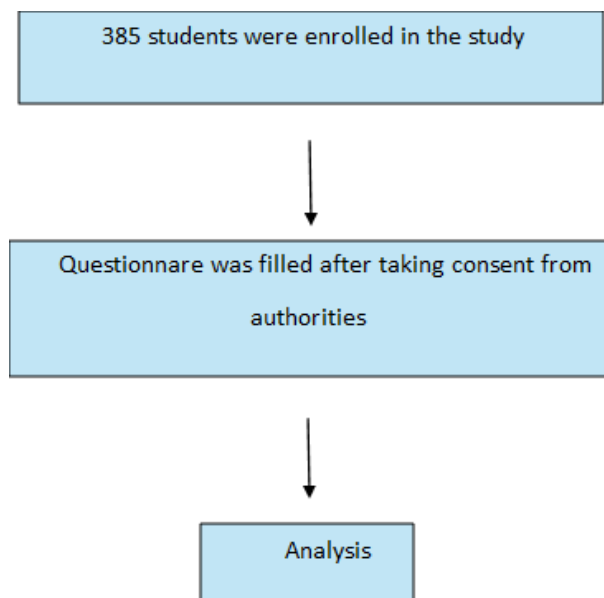 385 students were enrolled in the study
Questionnare was filled after taking consent from
authorities
Analysis